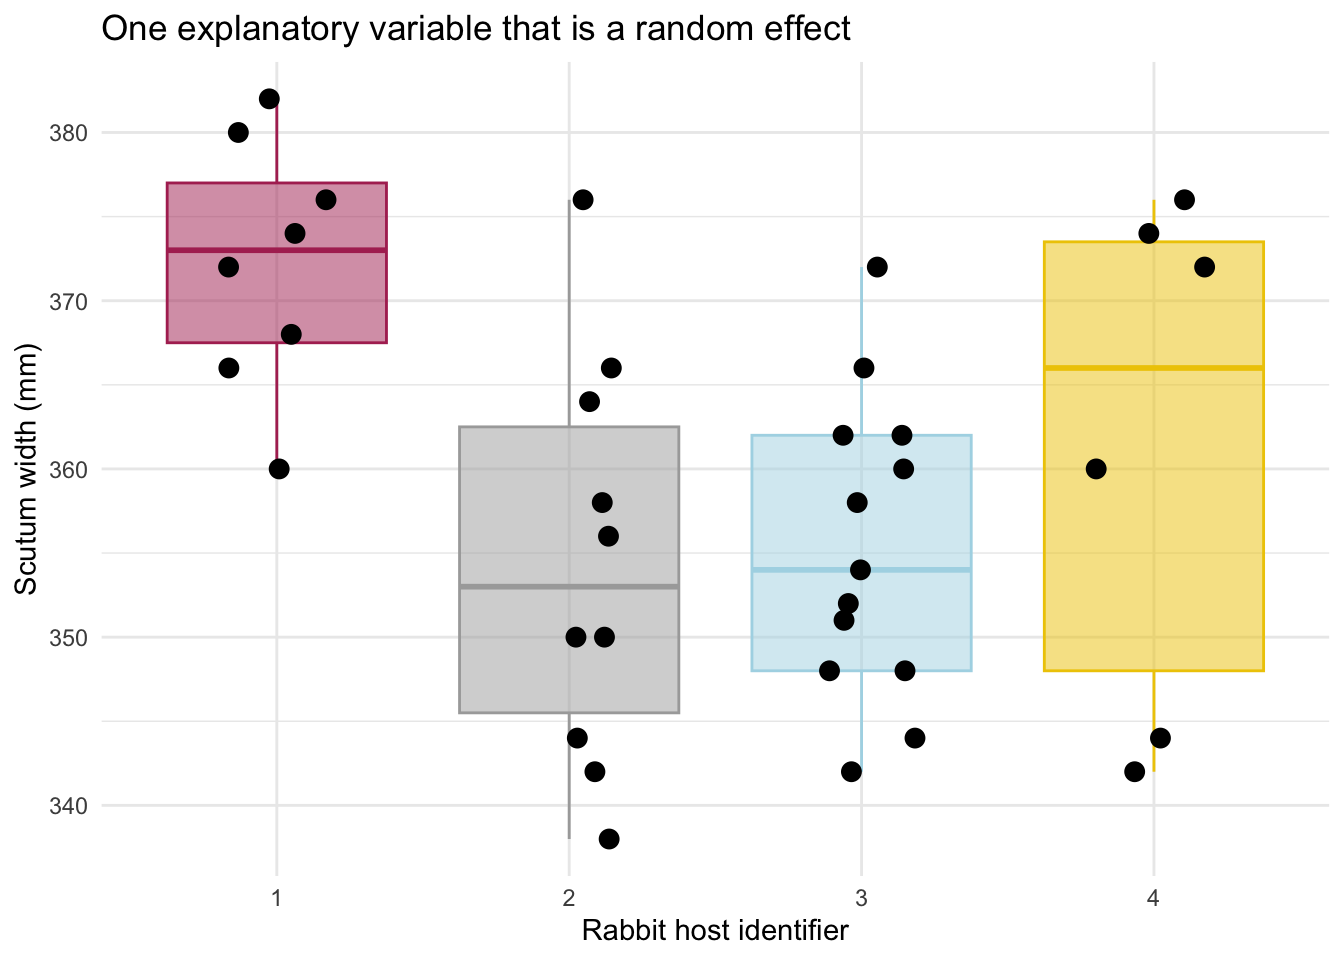 One explanatory variable that is a random effect
Scutum width (mm)
380
370
360
350
340
1 2 3 4
Rabbit host identifier